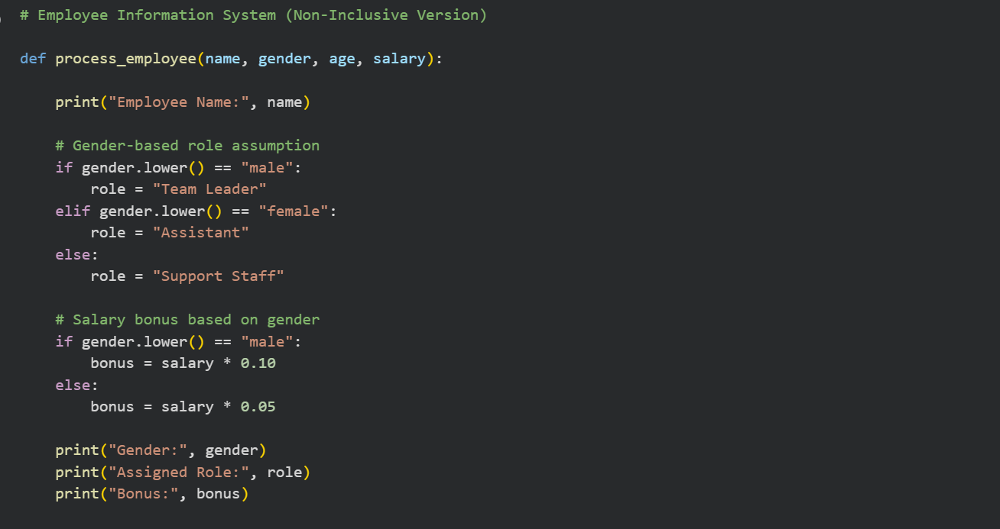 # Employee Information System (Non-Inclusive Version)
def process_employee(name, gender, age, salary):
    print("Employee Name:", name)
    # Gender-based role assumption
    if gender.lower() == "male":
        role = "Team Leader"
    elif gender.lower() == "female":
        role = "Assistant"
    else:
        role = "Support Staff"
    # Salary bonus based on gender
    if gender.lower() == "male":
        bonus = salary * 0.10
    else:
        bonus = salary * 0.05
    print("Gender:", gender)
    print("Assigned Role:", role)
    print("Bonus:", bonus)